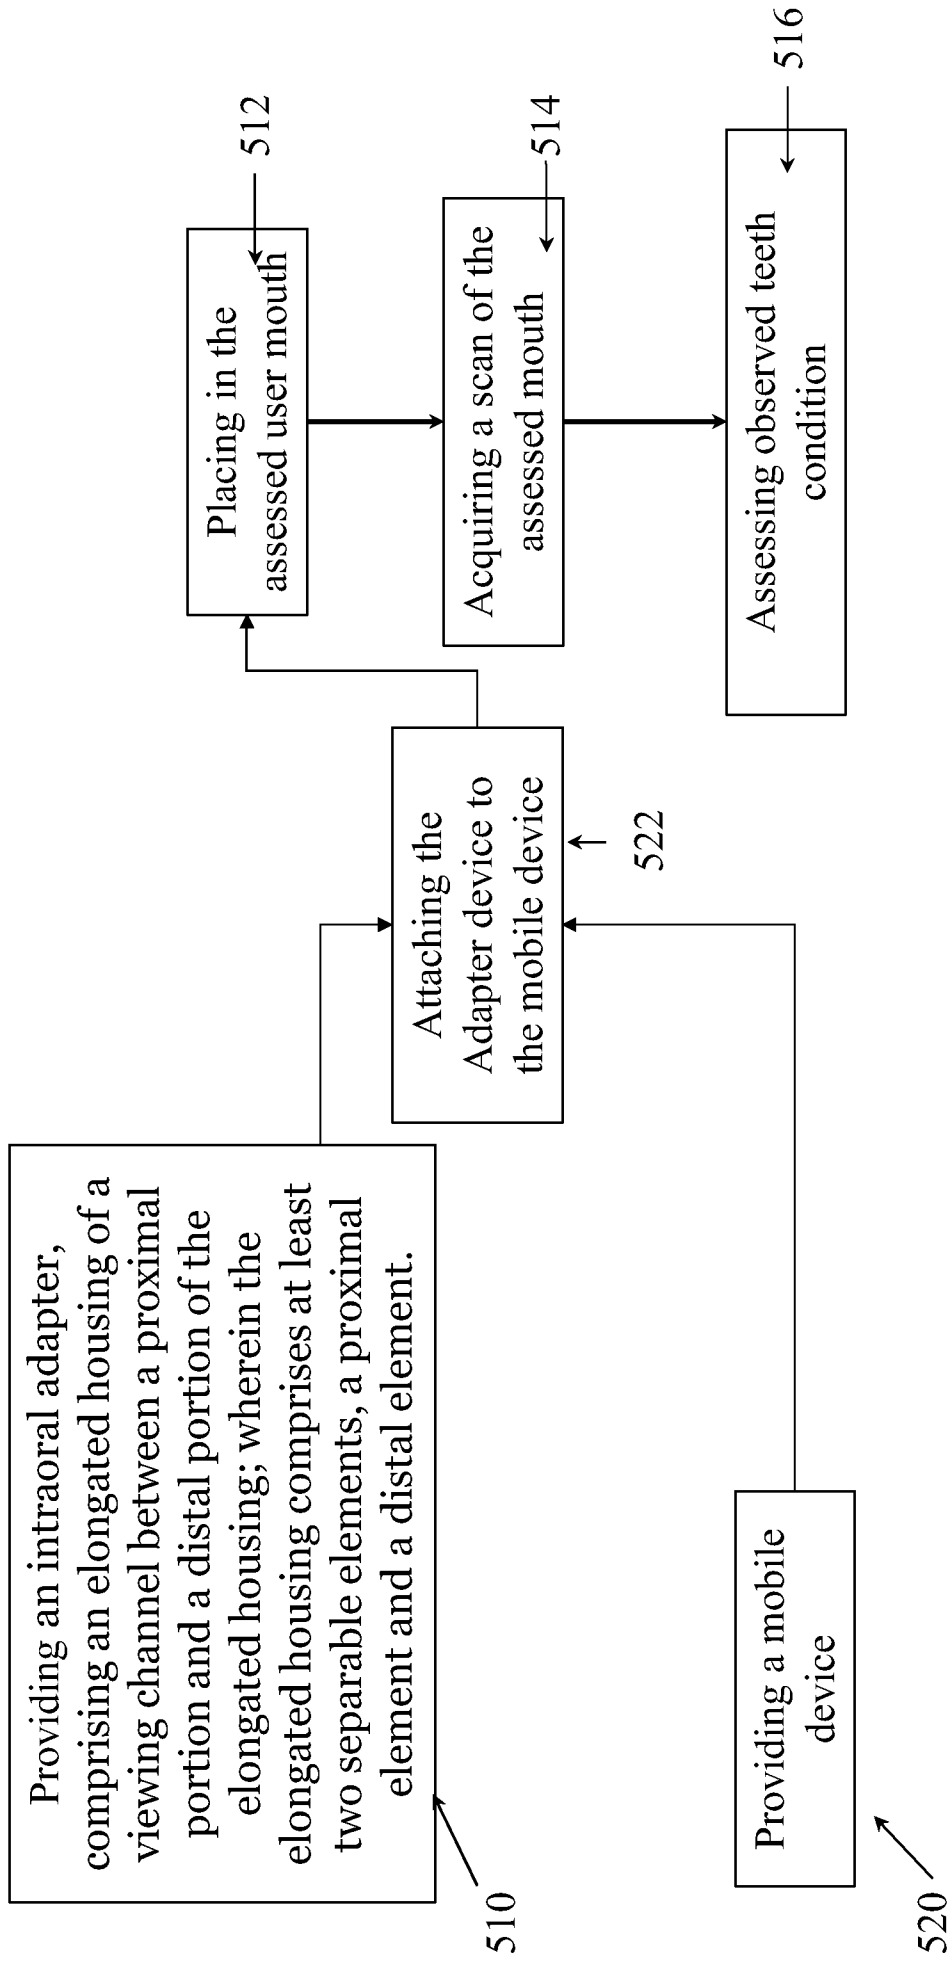 Providing an intraoral adapter,
comprising an elongated housing of a
viewing channel between a proximal
portion and a distal portion of the
elongated housing; wherein the
elongated housing comprises at least
two separable elements, a proximal
element and a distal element.
510
Providing a mobile
device
520
Attaching the
Adapter device to
the mobile device
522
Placing in the
assessed user mouth
512
Acquiring a scan of the
assessed mouth
514
Assessing observed teeth
condition
516